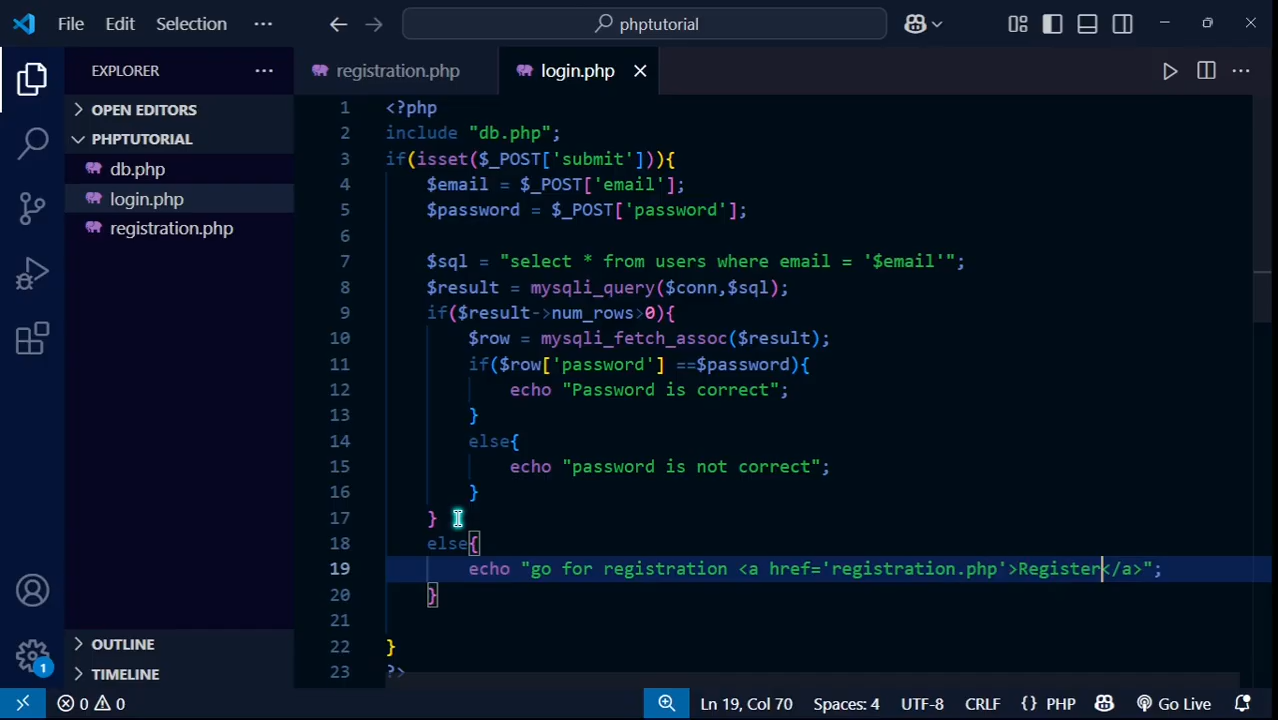 File Edit Selection ··· phptutorial
EXPLORER ···
registration.php
login.php
OPEN EDITORS
PHPTUTORIAL
db.php
login.php
registration.php
OUTLINE
TIMELINE
1
1 <?php
2 include "db.php";
3 if(isset($_POST['submit'])){
4 $email = $_POST['email'];
5 $password = $_POST['password'];
6
7 $sql = "select * from users where email = '$email'";
8 $result = mysqli_query($conn,$sql);
9 if($result->num_rows>0){
10 $row = mysqli_fetch_assoc($result);
11 if($row['password'] ==$password){
12 echo "Password is correct";
13 }
14 else{
15 echo "password is not correct";
16 }
17 }
18 else{
19 echo "go for registration <a href='registration.php'>Register</a>";
20 }
21
22 }
23 ?>
0 0 Ln 19, Col 70 Spaces: 4 UTF-8 CRLF {} PHP Go Live